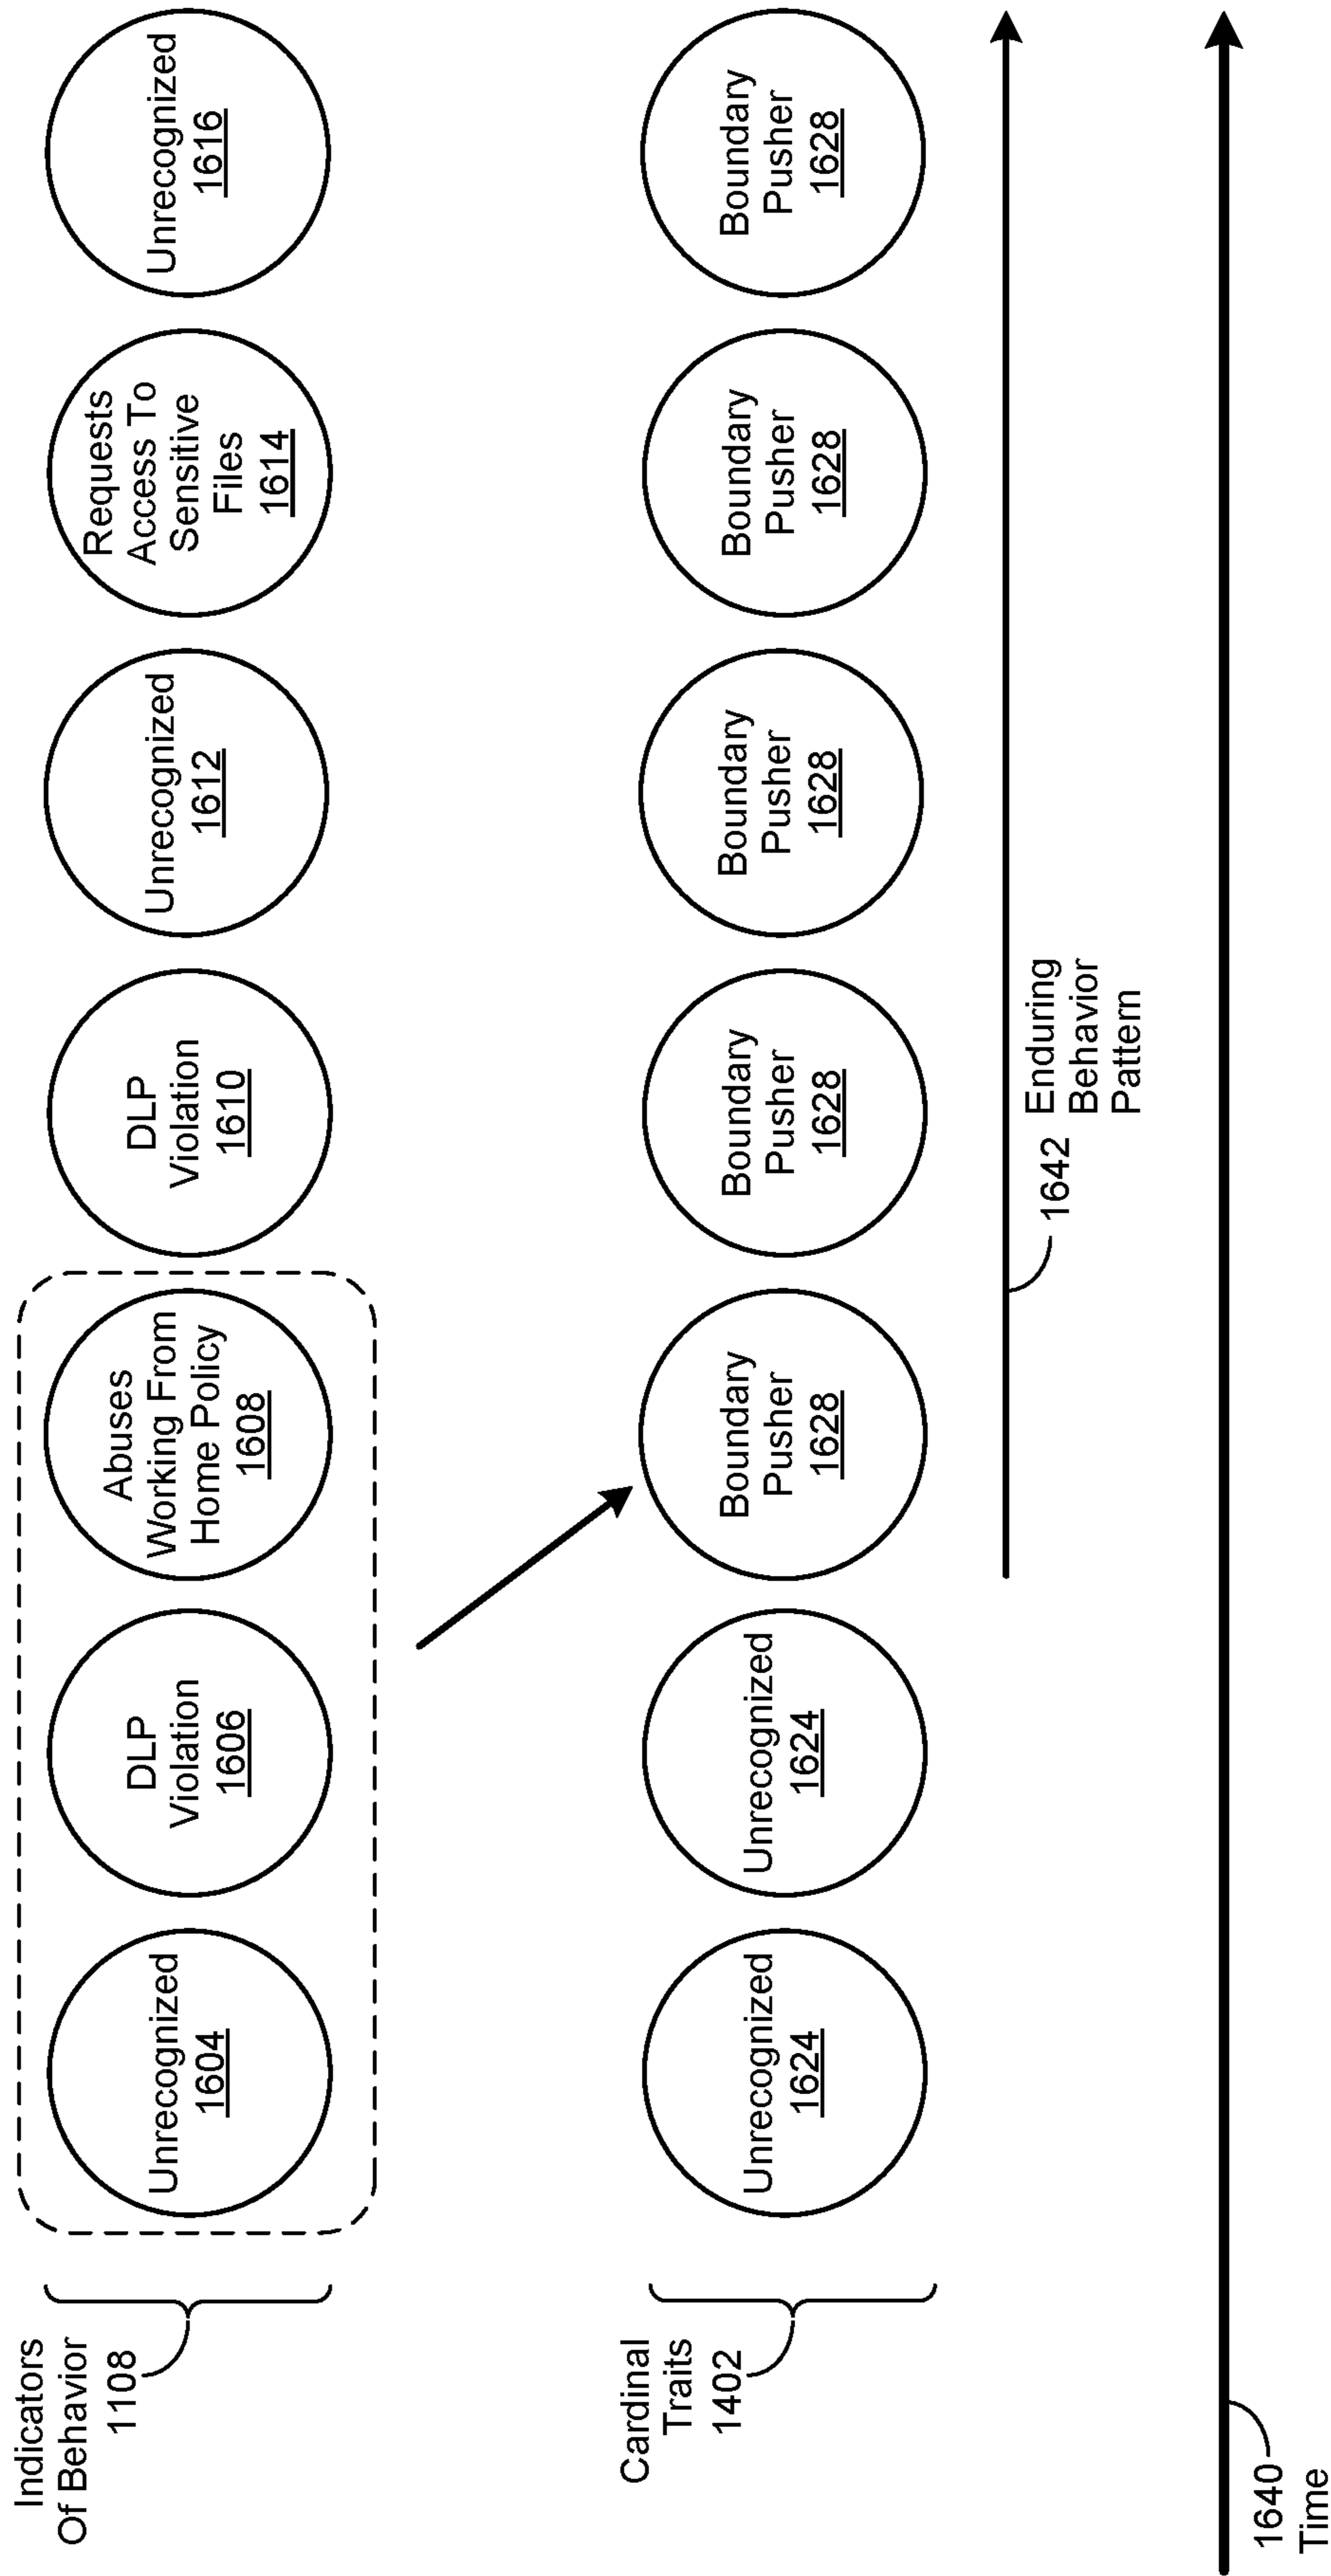 Indicators
Of Behavior
1108
Unrecognized
1604
DLP
Violation
1606
Abuses
Working From
Home Policy
1608
DLP
Violation
1610
Unrecognized
1612
Requests
Access To
Sensitive
Files
1614
Unrecognized
1616
Cardinal
Traits
1402
Unrecognized
1624
Unrecognized
1624
Boundary
Pusher
1628
Boundary
Pusher
1628
Boundary
Pusher
1628
Boundary
Pusher
1628
Boundary
Pusher
1628
1642 Enduring
Behavior
Pattern
1640
Time